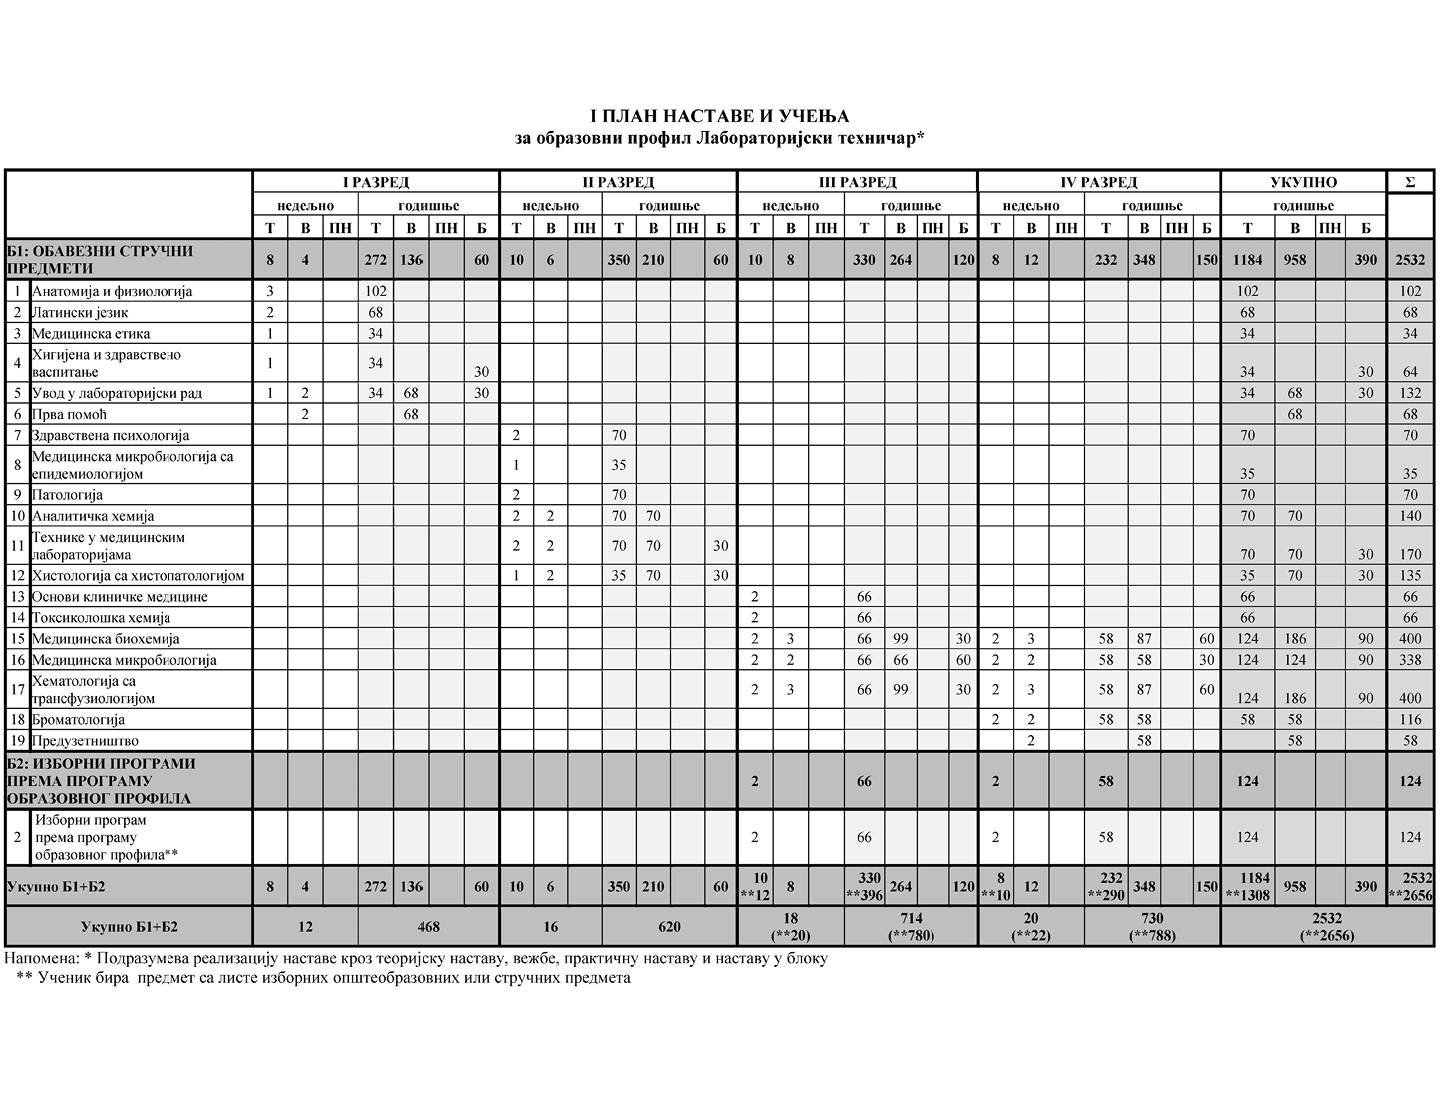 I ПЛАН НАСТАВЕ И УЧЕЊА
за образовни профил Лабораторијски техничар*
I РАЗРЕД II РАЗРЕД III РАЗРЕД IV РАЗРЕД УКУПНО Σ
недељно годишње недељно годишње недељно годишње недељно годишње годишње
Т В ПН Т В ПН Б Т В ПН Т В ПН Б Т В ПН Т В ПН Б Т В ПН Т В ПН Б Т В ПН Б
Б1: ОБАВЕЗНИ СТРУЧНИ
ПРЕДМЕТИ 8 4 272 136 60 10 6 350 210 60 10 8 330 264 120 8 12 232 348 150 1184 958 390 2532
1 Анатомија и физиологија 3 102 102 102
2 Латински језик 2 68 68 68
3 Медицинска етика 1 34 34 34
4 Хигијена и здравствено
васпитање 1 34 30 34 30 64
5 Увод у лабораторијски рад 1 2 34 68 30 34 68 30 132
6 Прва помоћ 2 68 68 68
7 Здравствена психологија 2 70 70 70
8 Медицинска микробиологија са
епидемиологијом 1 35 35 35
9 Патологија 2 70 70 70
10 Аналитичка хемија 2 2 70 70 70 70 140
11 Технике у медицинским
лабораторијама 2 2 70 70 30 70 70 30 170
12 Хистологија са хистопатологијом 1 2 35 70 30 35 70 30 135
13 Основи клиничке медицине 2 66 66 66
14 Токсиколошка хемија 2 66 66 66
15 Медицинска биохемија 2 3 66 99 30 2 3 58 87 60 124 186 90 400
16 Медицинска микробиологија 2 2 66 66 60 2 2 58 58 30 124 124 90 338
17 Хематологија са
трансфузиологијом 2 3 66 99 30 2 3 58 87 60 124 186 90 400
18 Броматологија 2 2 58 58 58 58 116
19 Предузетништво 2 58 58 58
Б2: ИЗБОРНИ ПРОГРАМИ
ПРЕМА ПРОГРАМУ
ОБРАЗОВНОГ ПРОФИЛА 2 66 2 58 124 124
2 Изборни програм
према програму
образовног профила** 2 66 2 58 124 124
Укупно Б1+Б2 8 4 272 136 60 10 6 350 210 60 10 **12 8 330 **396 264 120 8 **10 12 232 **290 348 150 1184 **1308 958 390 2532 **2656
Укупно Б1+Б2 12 468 16 620 18 714 20 730 2532
(**20) (**780) (**22) (**788) (**2656)
Напомена: * Подразумева реализацију наставе кроз теоријску наставу, вежбе, практичну наставу и наставу у блоку
** Ученик бира предмет са листе изборних општеобразовних или стручних предмета